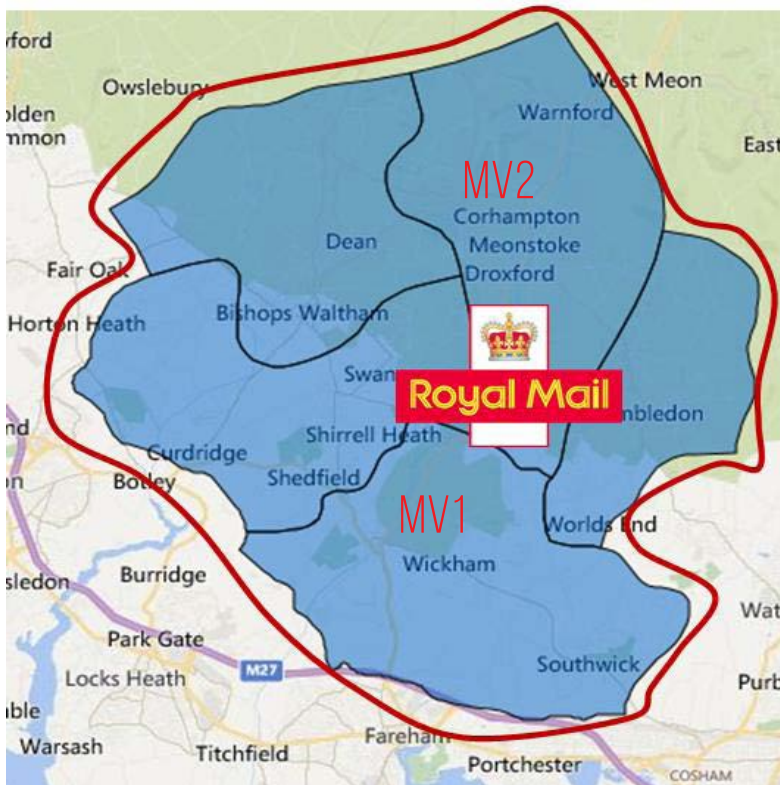 yford
Owslebury
West Meon
olden
mmon
Warnford
East
MV2
Corhampton
Meonstoke
Droxford
Dean
Fair Oak
Bishops Waltham
Horton Heath
Swan
Royal Mail
mbledon
Shirrell Heath
nd
Curdridge
Shedfield
Botley
on
MV1
Worlds End
Wickham
sledon
Burridge
Wat
Park Gate
Southwick
M27
Locks Heath
Purb
ble
Fareham
Warsash
Titchfield
Portchester
COSHAM